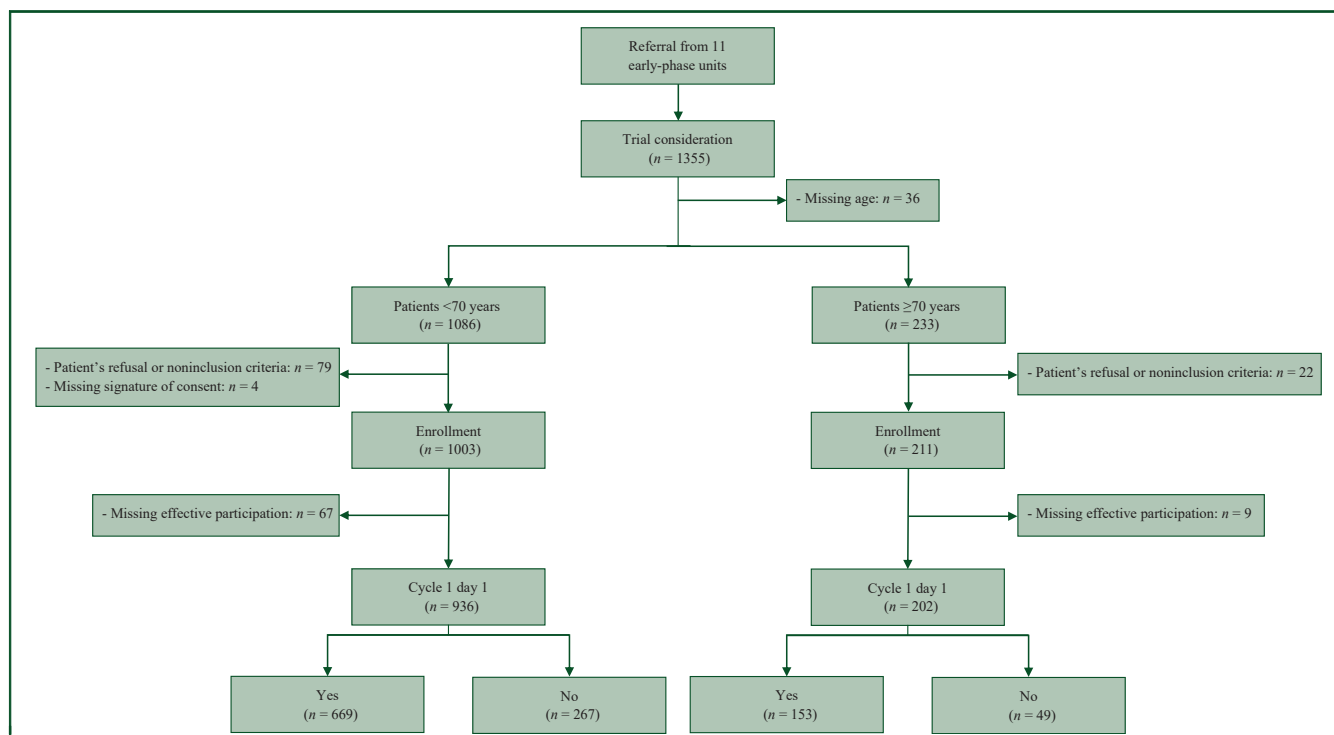 Referral from 11
early-phase units
Trial consideration
(n = 1355)
- Missing age: n = 36
Patients <70 years
(n = 1086)
Patients ≥70 years
(n = 233)
- Patient’s refusal or noninclusion criteria: n = 79
- Missing signature of consent: n = 4
- Patient’s refusal or noninclusion criteria: n = 22
Enrollment
(n = 1003)
Enrollment
(n = 211)
- Missing effective participation: n = 67
- Missing effective participation: n = 9
Cycle 1 day 1
(n = 936)
Cycle 1 day 1
(n = 202)
Yes
(n = 669)
No
(n = 267)
Yes
(n = 153)
No
(n = 49)